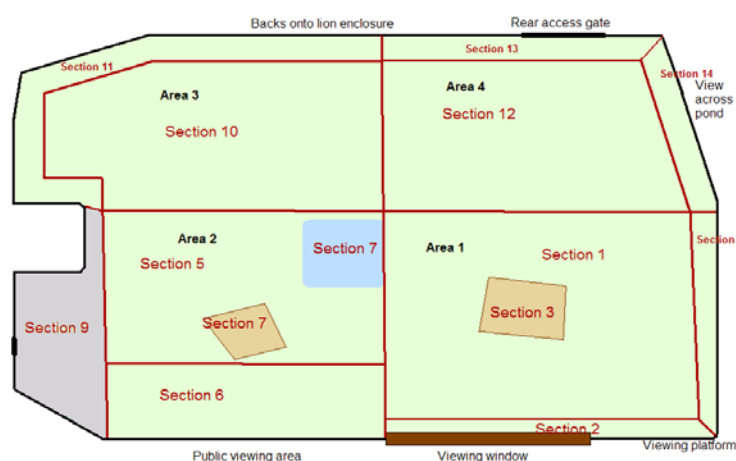 Backs onto lion enclosure
Rear access gate
Section 13
Section 11
Section 14
Area 3
Area 4
View
across
pond
Section 10
Section 12
Area 2
Area 1
Section 7
Section 1
Section
Section 5
Section 3
Section 7
Section 9
Section 6
Section 2
Viewing platform
Public viewing area
Viewing window